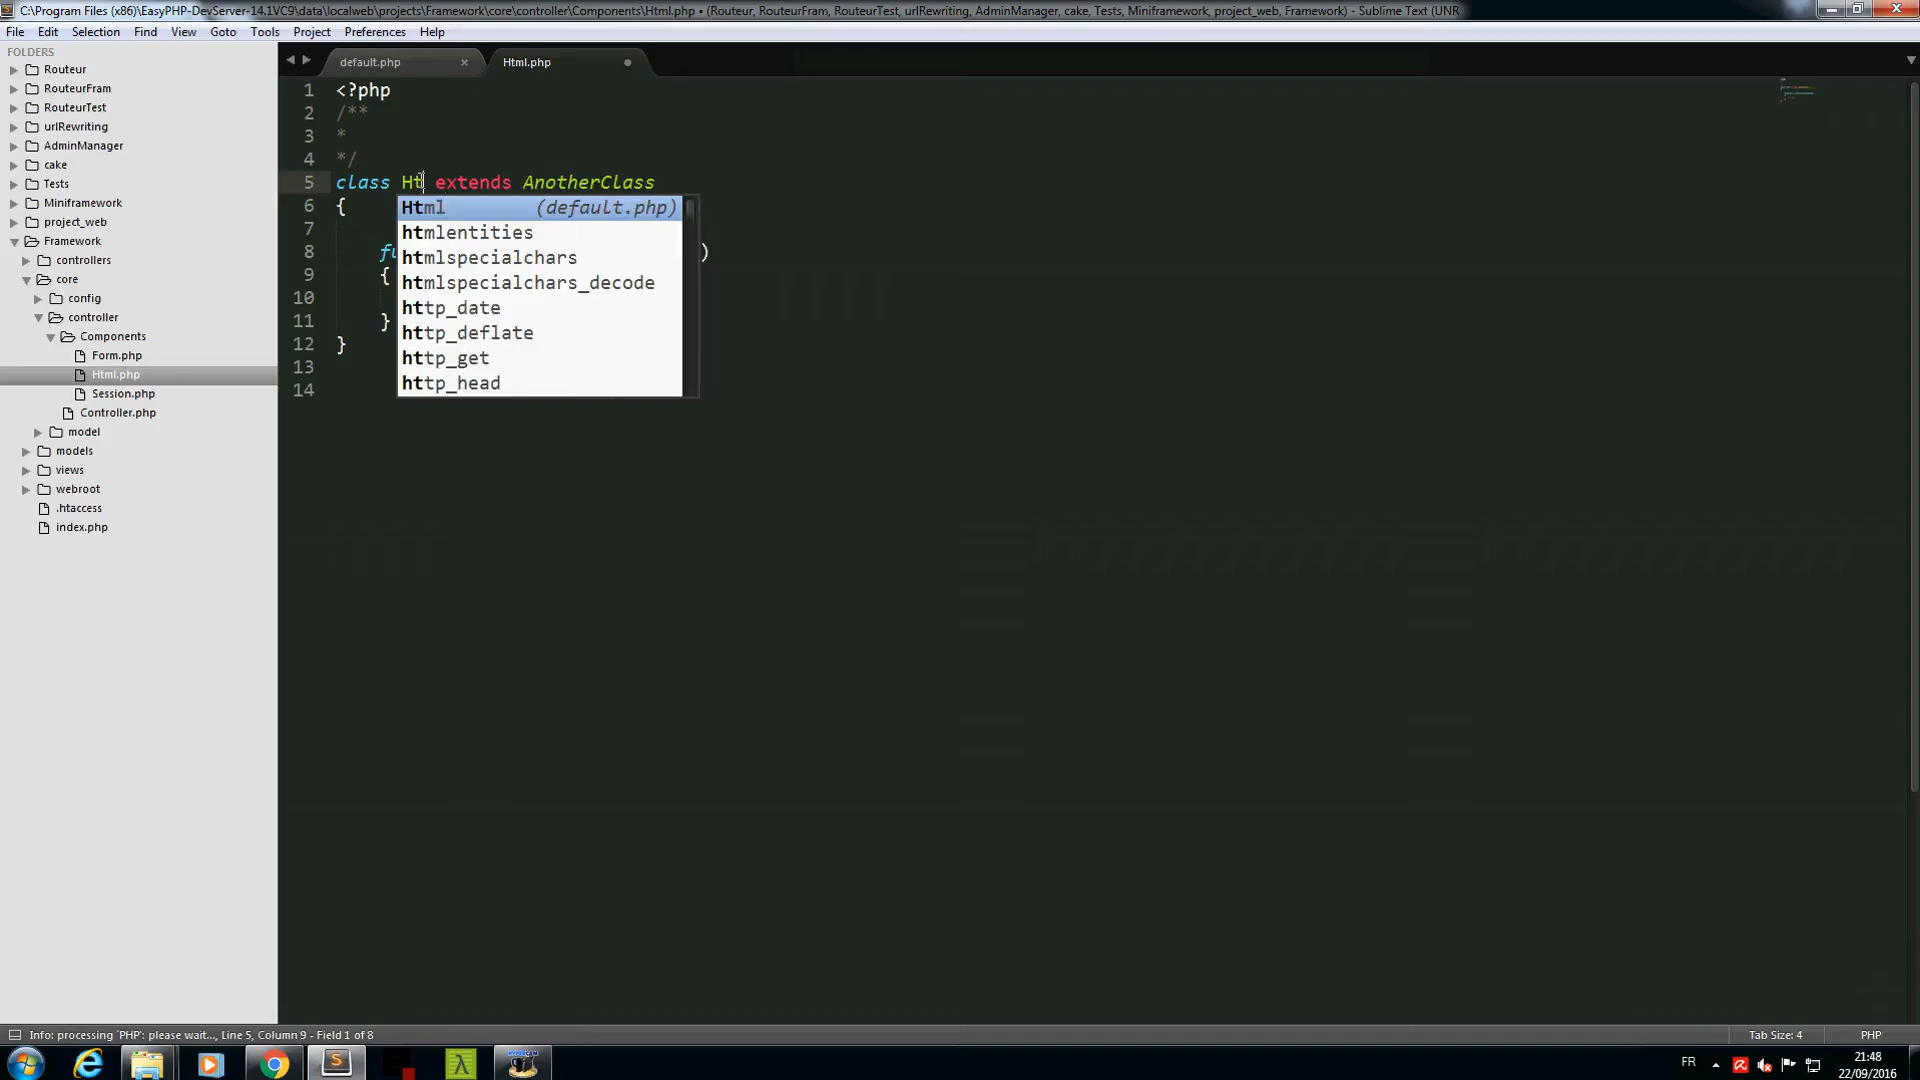 C:\Program Files (x86)\EasyPHP-DevServer-14.1VC9\data\localweb\projects\Framework\core\controller\Components\Html.php • (Routeur, RouteurFram, RouteurTest, urlRewriting, AdminManager, cake, Tests, Miniframework, project_web, Framework) - Sublime Text (UNR
File Edit Selection Find View Goto Tools Project Preferences Help
FOLDERS
Routeur
RouteurFram
RouteurTest
urlRewriting
AdminManager
cake
Tests
Miniframework
project_web
Framework
controllers
core
config
controller
Components
Form.php
Html.php
Session.php
Controller.php
model
models
views
webroot
.htaccess
index.php
default.php × Html.php
1 <?php
2 /**
3 *
4 */
5 class Ht extends AnotherClass
6 {
7
8 fu )
9 {
10
11 }
12 }
13
14
Html (default.php)
htmlentities
htmlspecialchars
htmlspecialchars_decode
http_date
http_deflate
http_get
http_head
Info: processing `PHP`: please wait..., Line 5, Column 9 - Field 1 of 8
Tab Size: 4 PHP
FR
21:48
22/09/2016